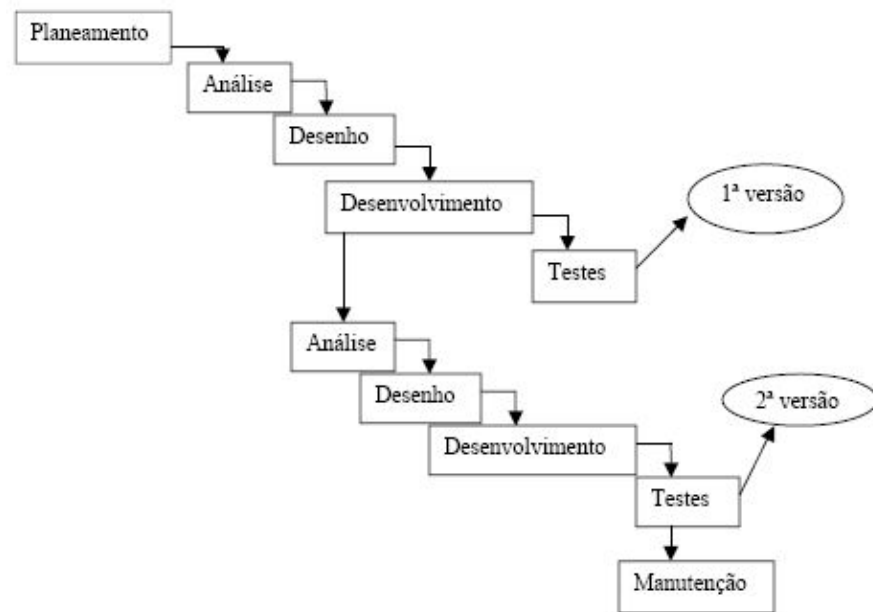 Planeamento
Análise
Desenho
Desenvolvimento
1ª versão
Testes
Análise
Desenho
2ª versão
Desenvolvimento
Testes
Manutenção